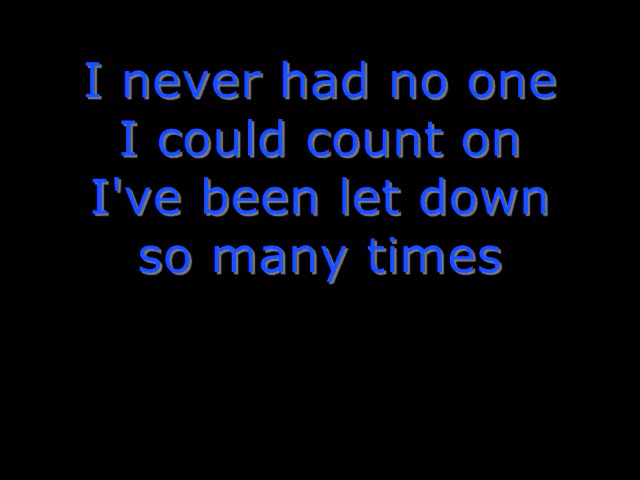 I never had no one
I could count on
I've been let down
so many times